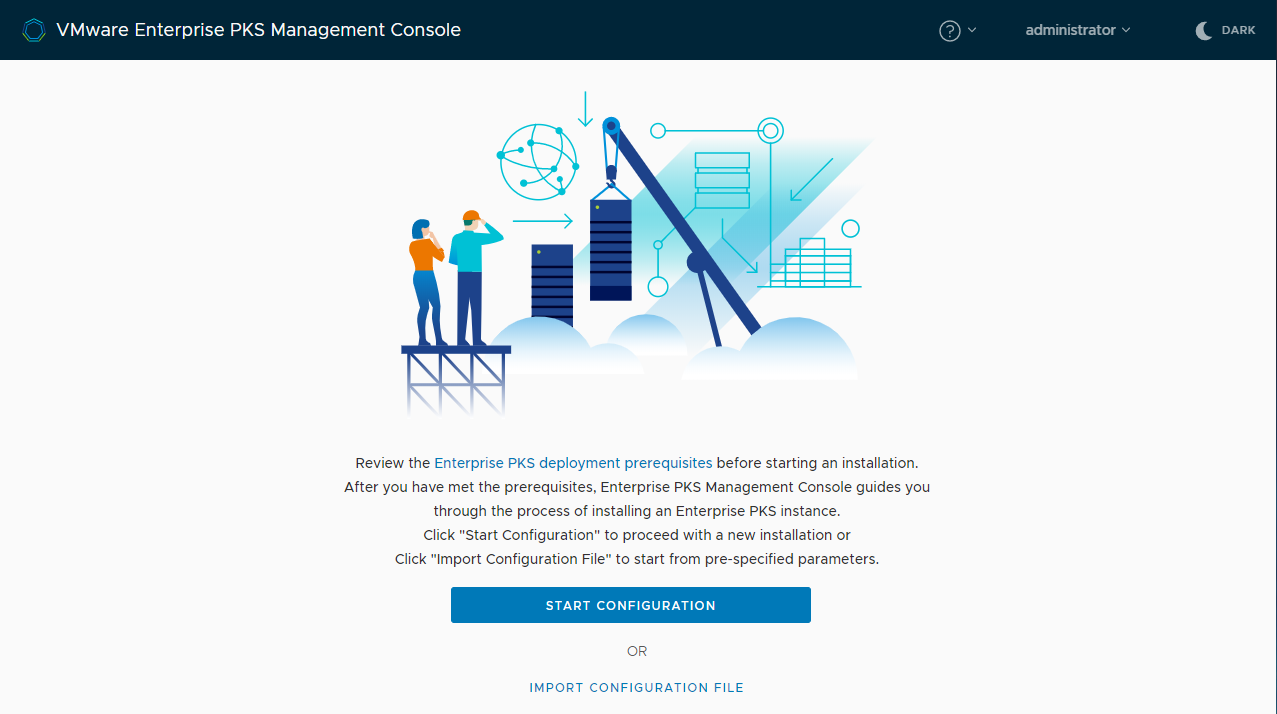 VMware Enterprise PKS Management Console
?
administrator
DARK
Review the Enterprise PKS deployment prerequisites before starting an installation.
After you have met the prerequisites, Enterprise PKS Management Console guides you
through the process of installing an Enterprise PKS instance.
Click "Start Configuration" to proceed with a new installation or
Click "Import Configuration File" to start from pre-specified parameters.
START CONFIGURATION
OR
IMPORT CONFIGURATION FILE